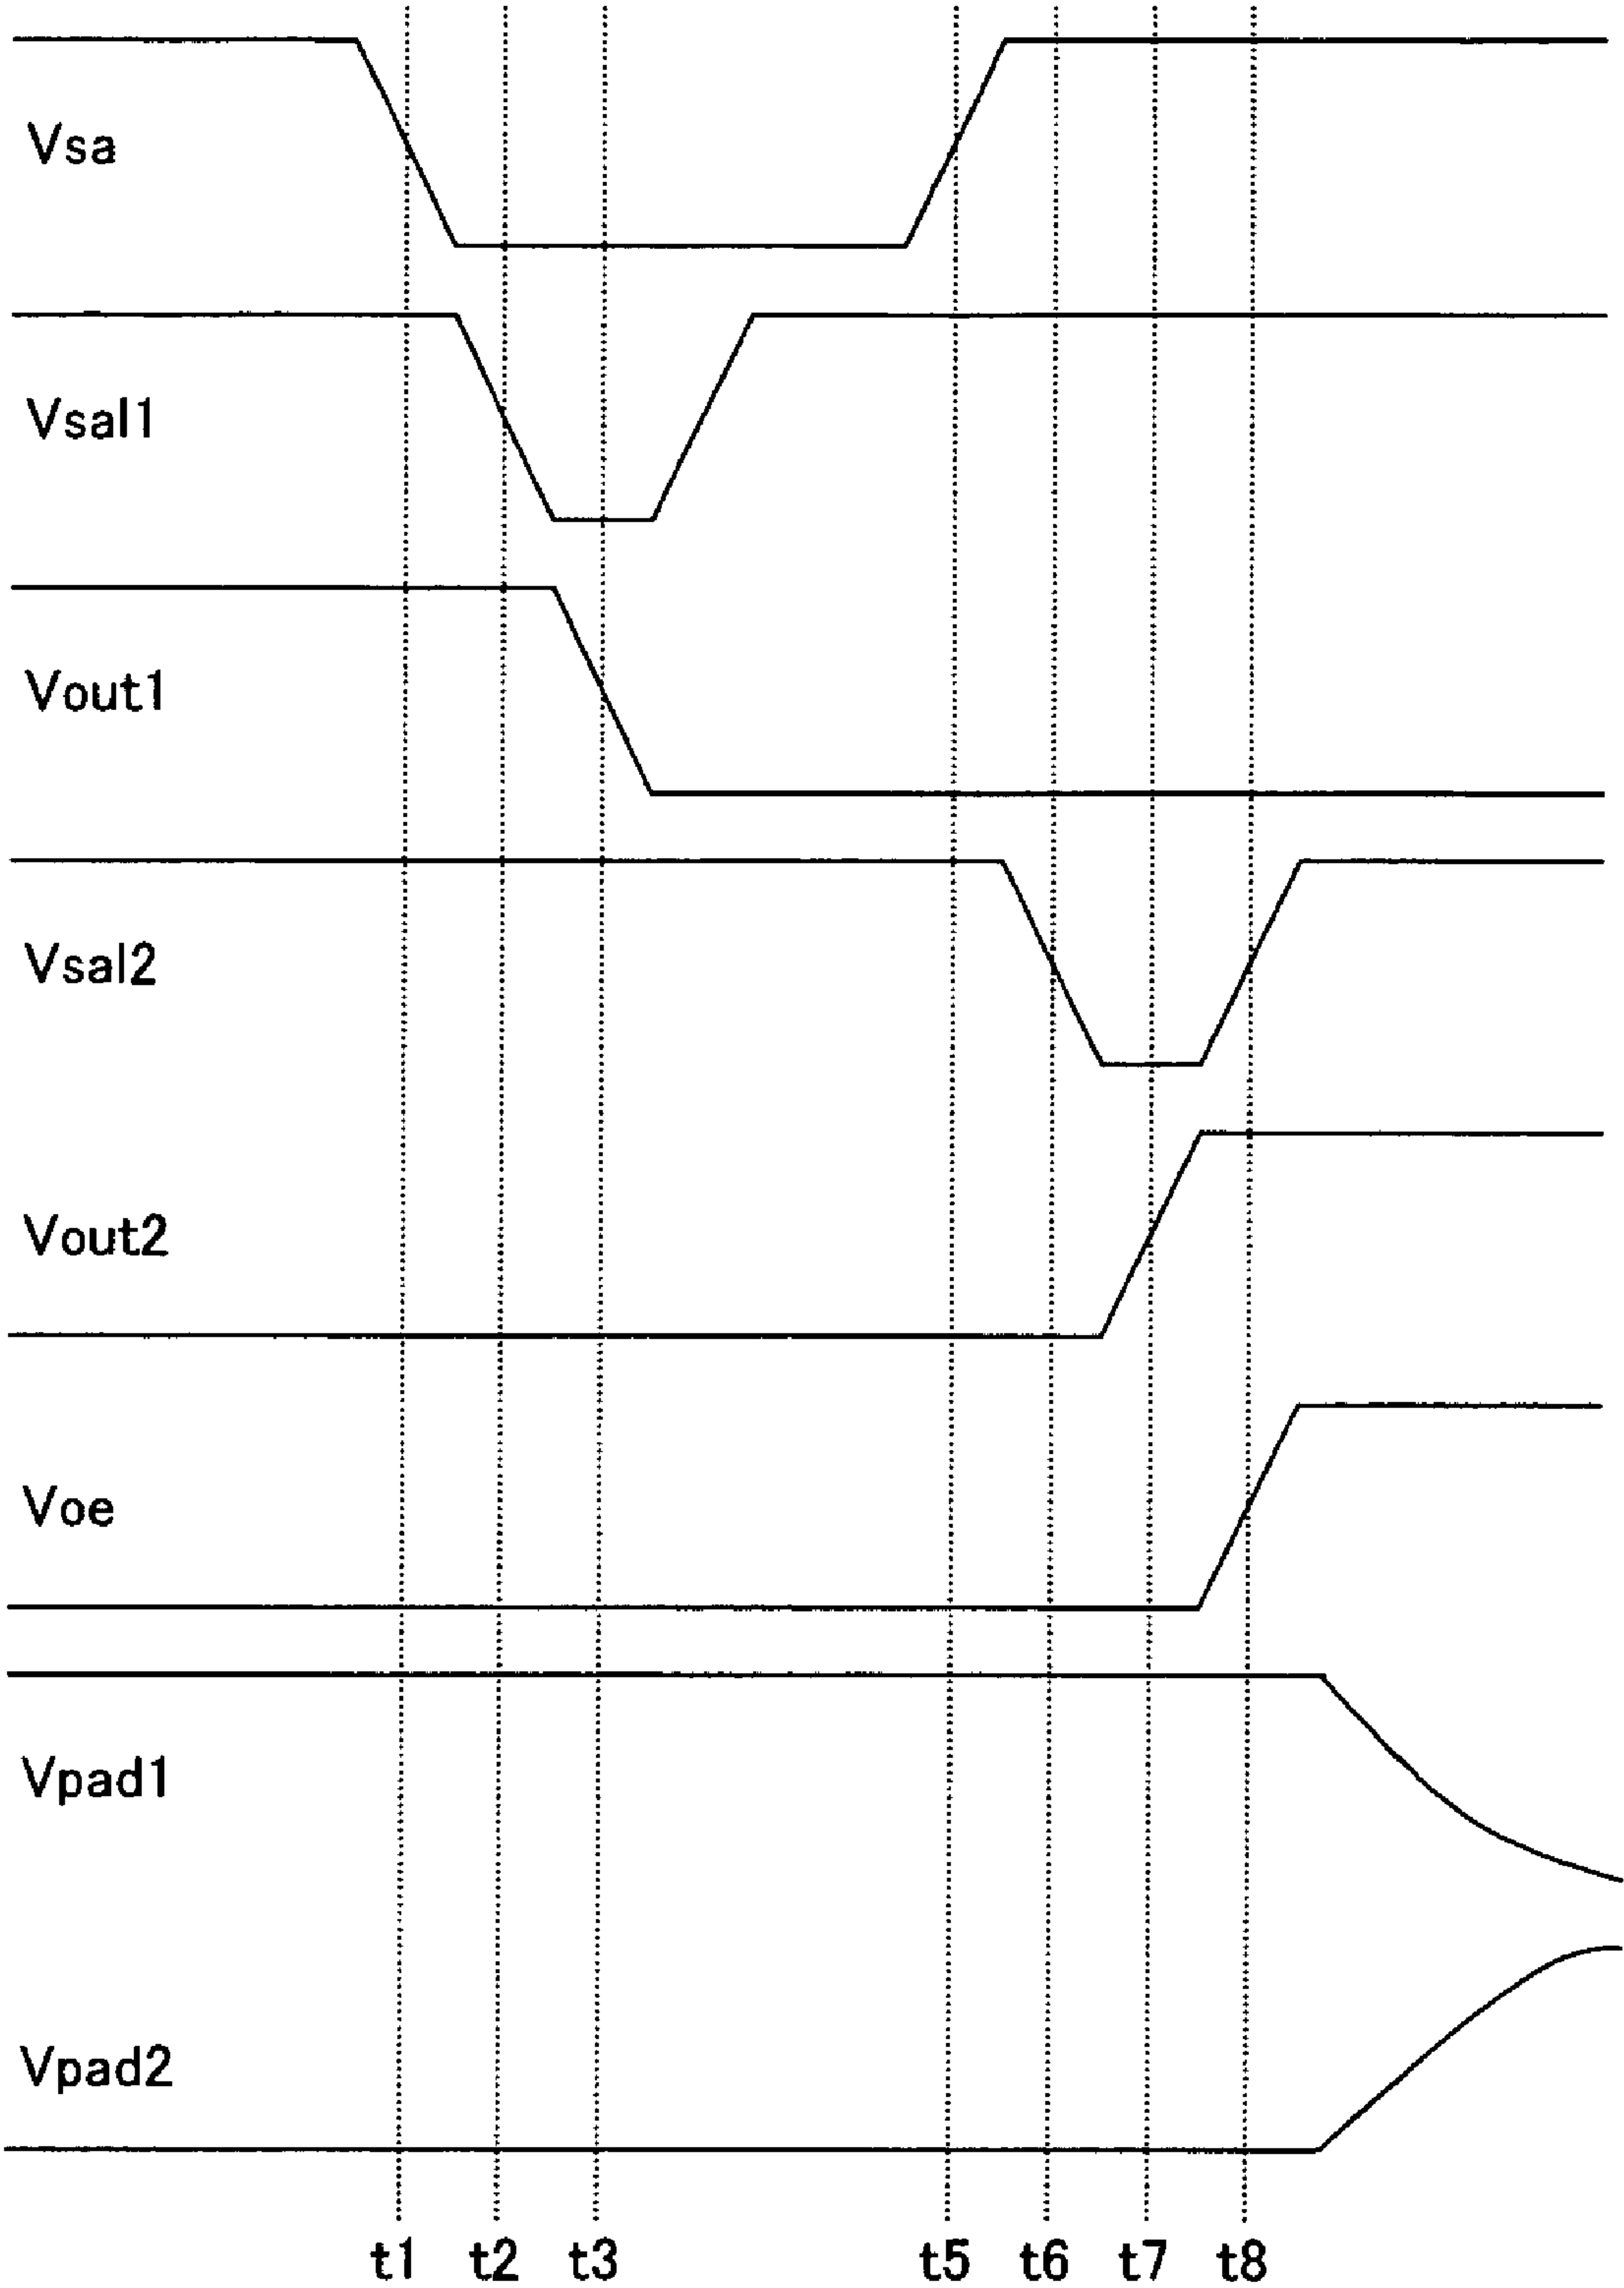 Vsa
Vsal1
Vout1
Vsal2
Vout2
Voe
Vpad1
Vpad2
t1 t2 t3 t5 t6 t7 t8